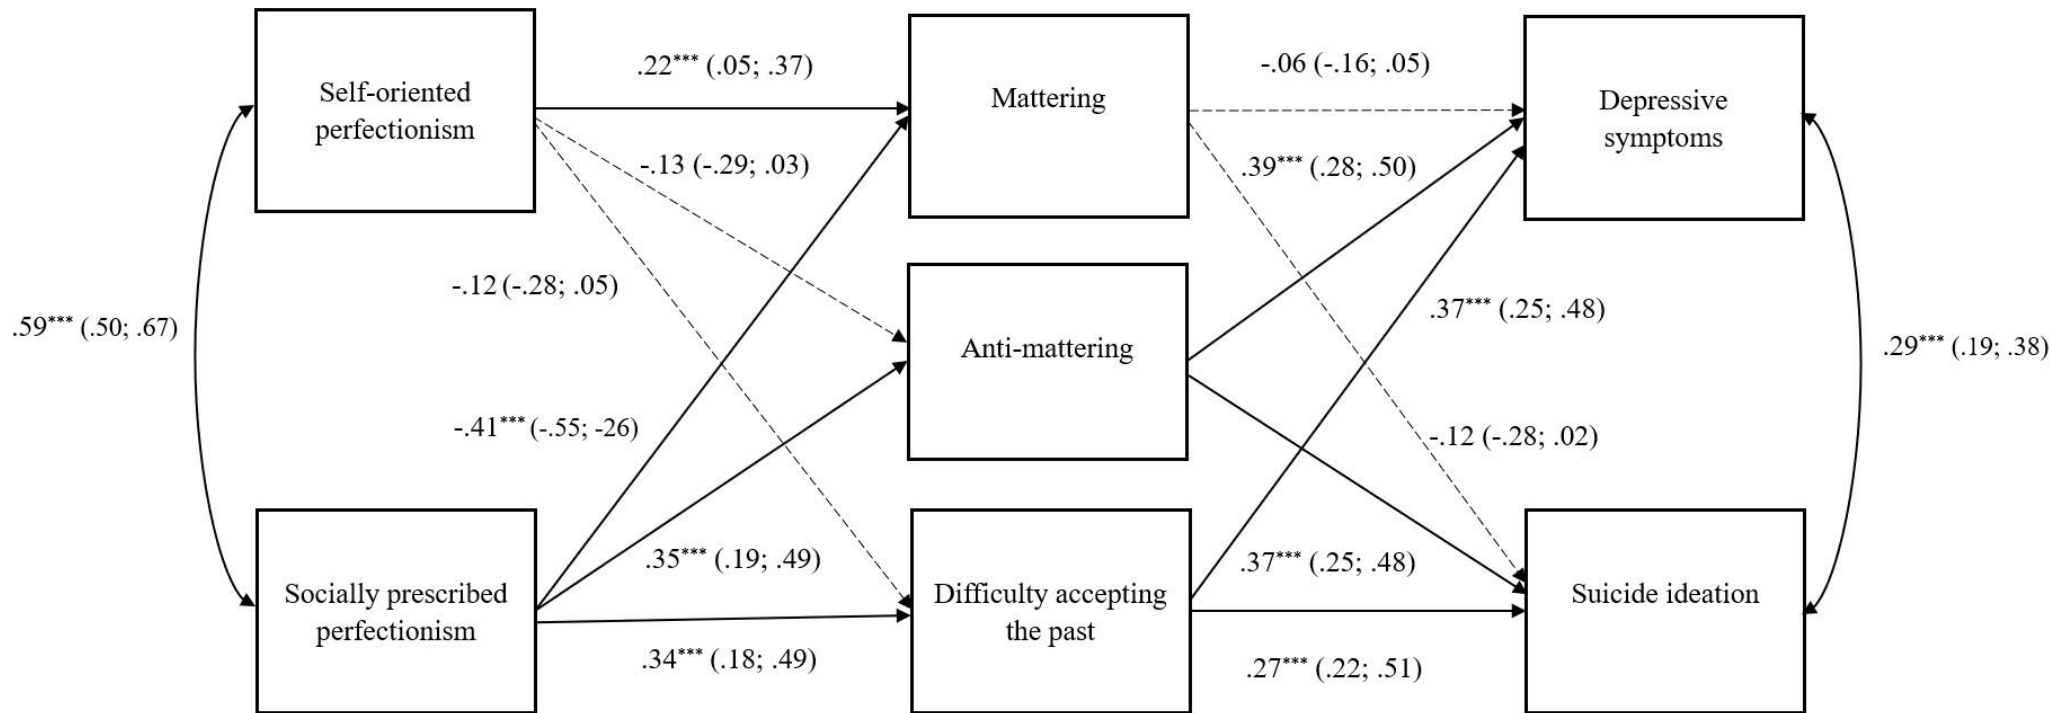 Self-oriented
perfectionism
.22*** (.05; .37)
Mattering
-.06 (-.16; .05)
Depressive
symptoms
-.13 (-.29; .03)
.39*** (.28; .50)
-.12 (-.28; .05)
.37*** (.25; .48)
.59*** (.50; .67)
Anti-mattering
.29*** (.19; .38)
-.41*** (-.55; -26)
-.12 (-.28; .02)
.35*** (.19; .49)
.37*** (.25; .48)
Socially prescribed
perfectionism
Difficulty accepting
the past
Suicide ideation
.34*** (.18; .49)
.27*** (.22; .51)